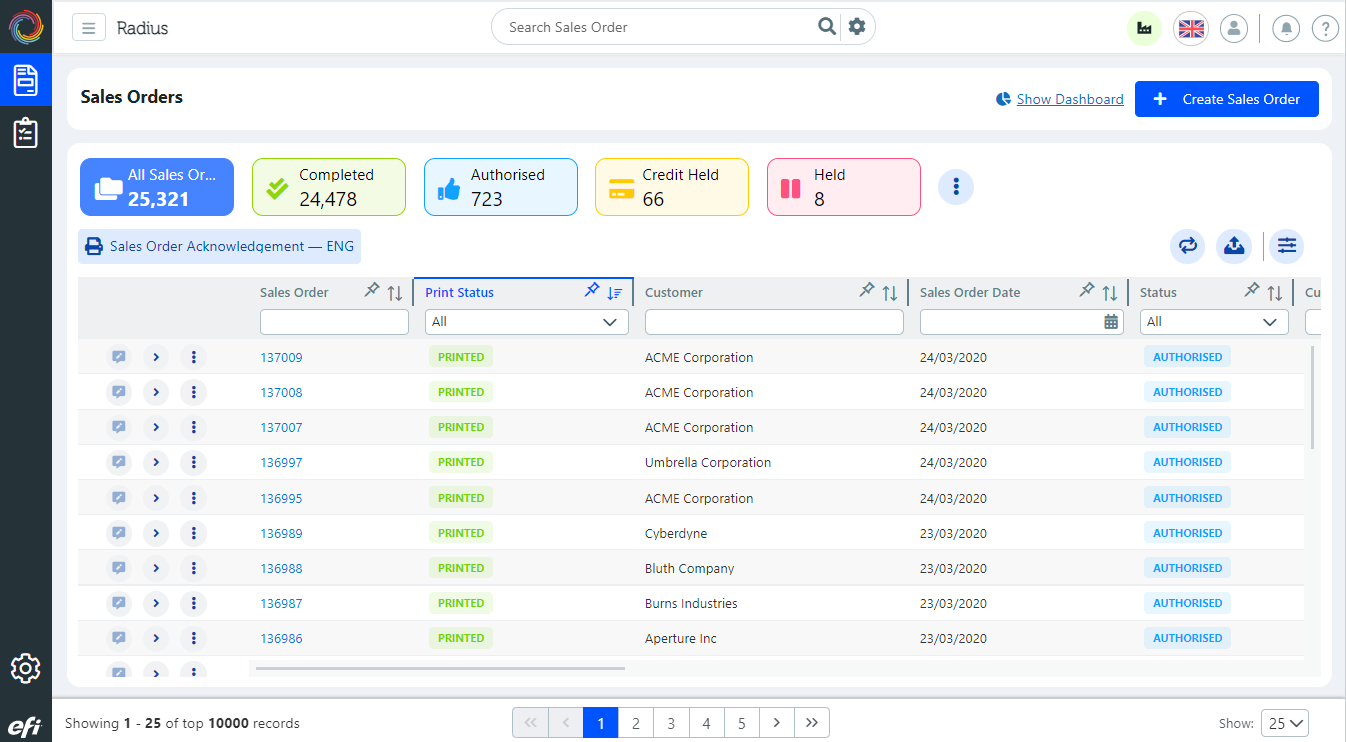 Radius
Search Sales Order
?
Sales Orders
Show Dashboard
+ Create Sales Order
All Sales Or...
25,321
Completed
24,478
Authorised
723
Credit Held
66
Held
8
Sales Order Acknowledgement — ENG
Sales Order Print Status Customer Sales Order Date Status Cu
All All
137009 PRINTED ACME Corporation 24/03/2020 AUTHORISED
137008 PRINTED ACME Corporation 24/03/2020 AUTHORISED
137007 PRINTED ACME Corporation 24/03/2020 AUTHORISED
136997 PRINTED Umbrella Corporation 24/03/2020 AUTHORISED
136995 PRINTED ACME Corporation 24/03/2020 AUTHORISED
136989 PRINTED Cyberdyne 23/03/2020 AUTHORISED
136988 PRINTED Bluth Company 23/03/2020 AUTHORISED
136987 PRINTED Burns Industries 23/03/2020 AUTHORISED
136986 PRINTED Aperture Inc 23/03/2020 AUTHORISED
efi
Showing 1 - 25 of top 10000 records « ‹ 1 2 3 4 5 › » Show: 25